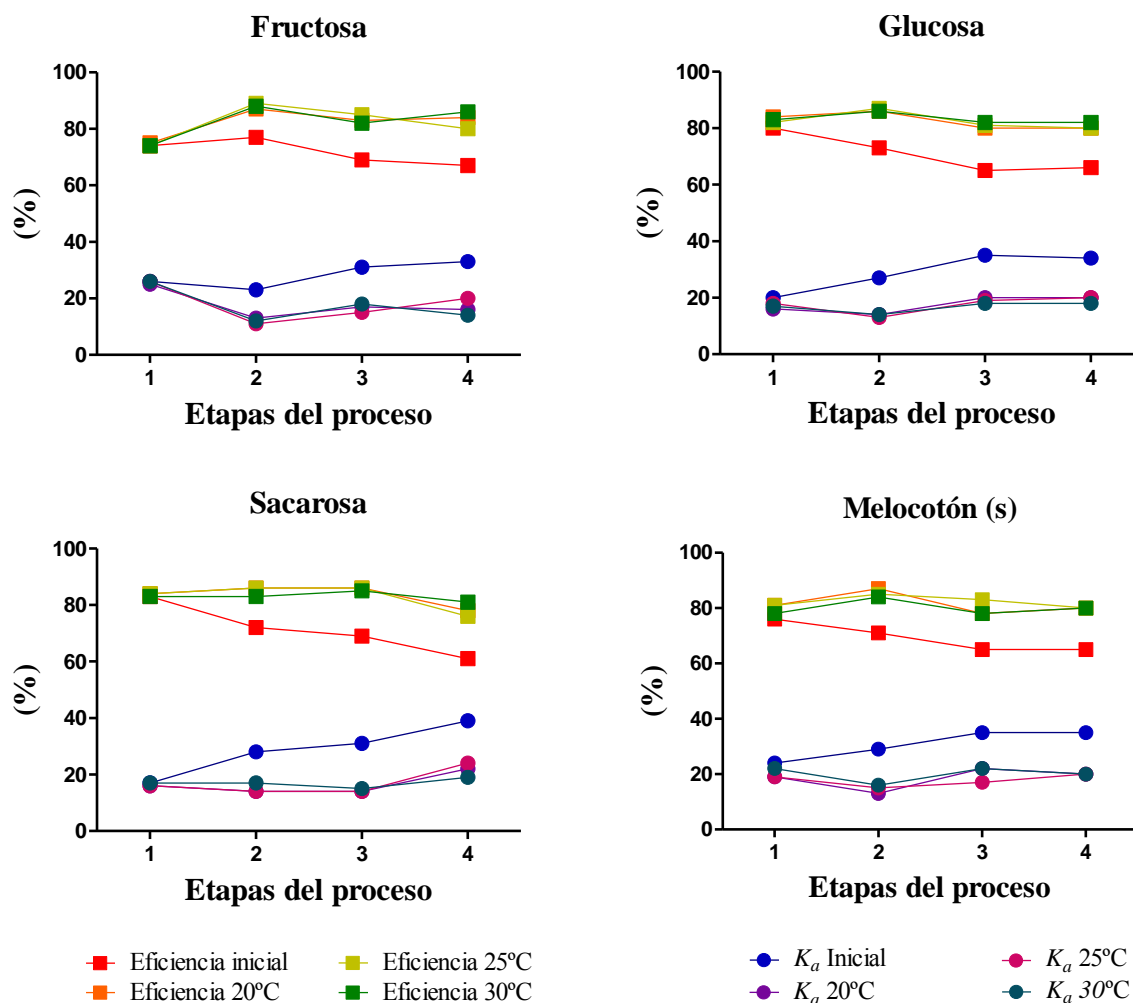 Fructosa
100
80
60
40
20
0
(%)
1 2 3 4
Etapas del proceso
Glucosa
100
80
60
40
20
0
(%)
1 2 3 4
Etapas del proceso
Sacarosa
100
80
60
40
20
0
(%)
1 2 3 4
Etapas del proceso
Melocotón (s)
100
80
60
40
20
0
(%)
1 2 3 4
Etapas del proceso
Eficiencia inicial
Eficiencia 20ºC
Eficiencia 25ºC
Eficiencia 30ºC
Ka Inicial
Ka 20ºC
Ka 25ºC
Ka 30ºC